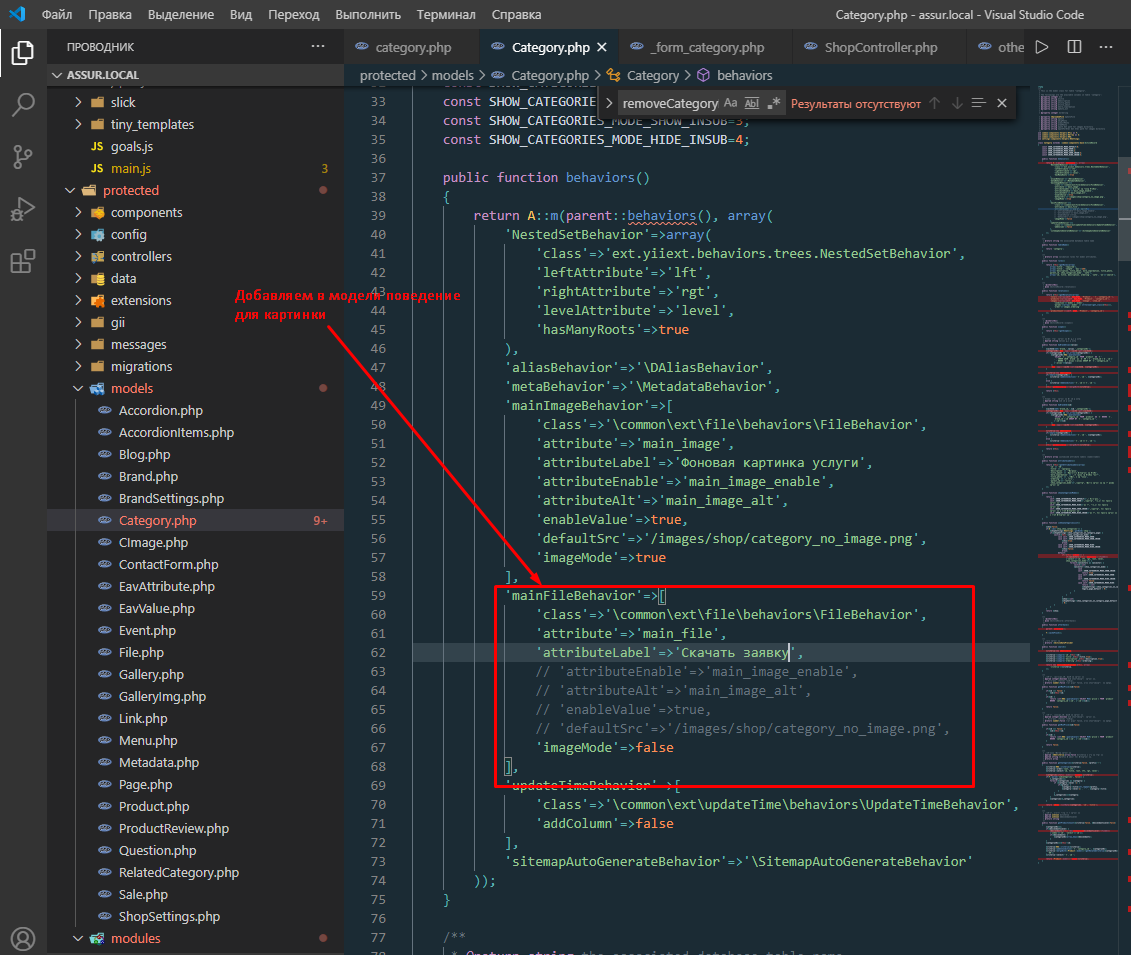 Файл Правка Выделение Вид Переход Выполнить Терминал Справка Category.php - assur.local - Visual Studio Code
ПРОВОДНИК
category.php Category.php _form_category.php ShopController.php othe
ASSUR.LOCAL
protected > models > Category.php > Category > behaviors
slick
tiny_templates
JS goals.js
JS main.js 3
protected
components
config
controllers
data
extensions
gii
messages
migrations
models
Accordion.php
AccordionItems.php
Blog.php
Brand.php
BrandSettings.php
Category.php 9+
CImage.php
ContactForm.php
EavAttribute.php
EavValue.php
Event.php
File.php
Gallery.php
GalleryImg.php
Link.php
Menu.php
Metadata.php
Page.php
Product.php
ProductReview.php
Question.php
RelatedCategory.php
Sale.php
ShopSettings.php
modules
removeCategory Aa Abl .* Результаты отсутствуют
Добавляем в модель поведение
для картинки
33 const SHOW_CATEGORIES
34 const SHOW_CATEGORIES_MODE_SHOW_INSUB=3;
35 const SHOW_CATEGORIES_MODE_HIDE_INSUB=4;
36
37 public function behaviors()
38 {
39 return A::m(parent::behaviors(), array(
40 'NestedSetBehavior'=>array(
41 'class'=>'ext.yiiext.behaviors.trees.NestedSetBehavior',
42 'leftAttribute'=>'lft',
43 'rightAttribute'=>'rgt',
44 'levelAttribute'=>'level',
45 'hasManyRoots'=>true
46 ),
47 'aliasBehavior'=>'\DAliasBehavior',
48 'metaBehavior'=>'\MetadataBehavior',
49 'mainImageBehavior'=>[
50 'class'=>'\common\ext\file\behaviors\FileBehavior',
51 'attribute'=>'main_image',
52 'attributeLabel'=>'Фоновая картинка услуги',
53 'attributeEnable'=>'main_image_enable',
54 'attributeAlt'=>'main_image_alt',
55 'enableValue'=>true,
56 'defaultSrc'=>'/images/shop/category_no_image.png',
57 'imageMode'=>true
58 ],
59 'mainFileBehavior'=>[
60 'class'=>'\common\ext\file\behaviors\FileBehavior',
61 'attribute'=>'main_file',
62 'attributeLabel'=>'Скачать заявку',
63 // 'attributeEnable'=>'main_image_enable',
64 // 'attributeAlt'=>'main_image_alt',
65 // 'enableValue'=>true,
66 // 'defaultSrc'=>'/images/shop/category_no_image.png',
67 'imageMode'=>false
68 ],
69 'updateTimeBehavior'=>[
70 'class'=>'\common\ext\updateTime\behaviors\UpdateTimeBehavior',
71 'addColumn'=>false
72 ],
73 'sitemapAutoGenerateBehavior'=>'\SitemapAutoGenerateBehavior'
74 ));
75 }
76
77 /**